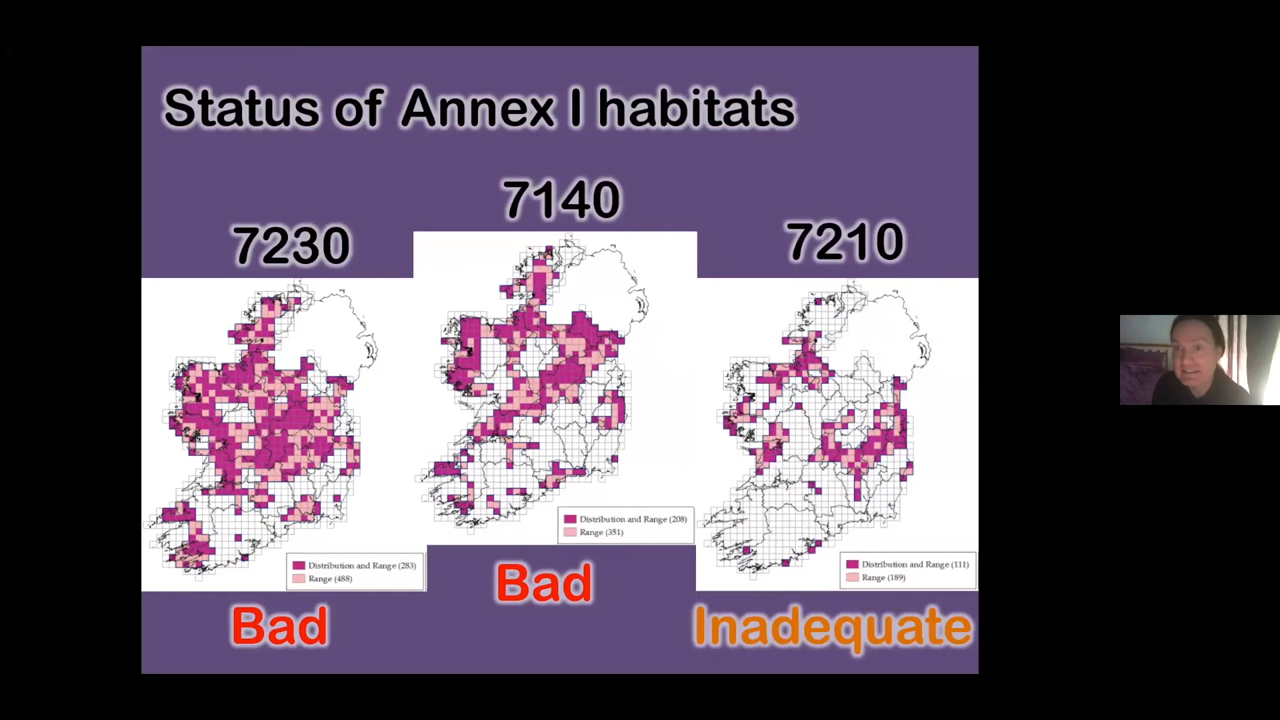 Status of Annex I habitats
7230
7140
7210
Distribution and Range (283)
Range (488)
Distribution and Range (208)
Range (351)
Distribution and Range (111)
Range (189)
Bad
Bad
Inadequate